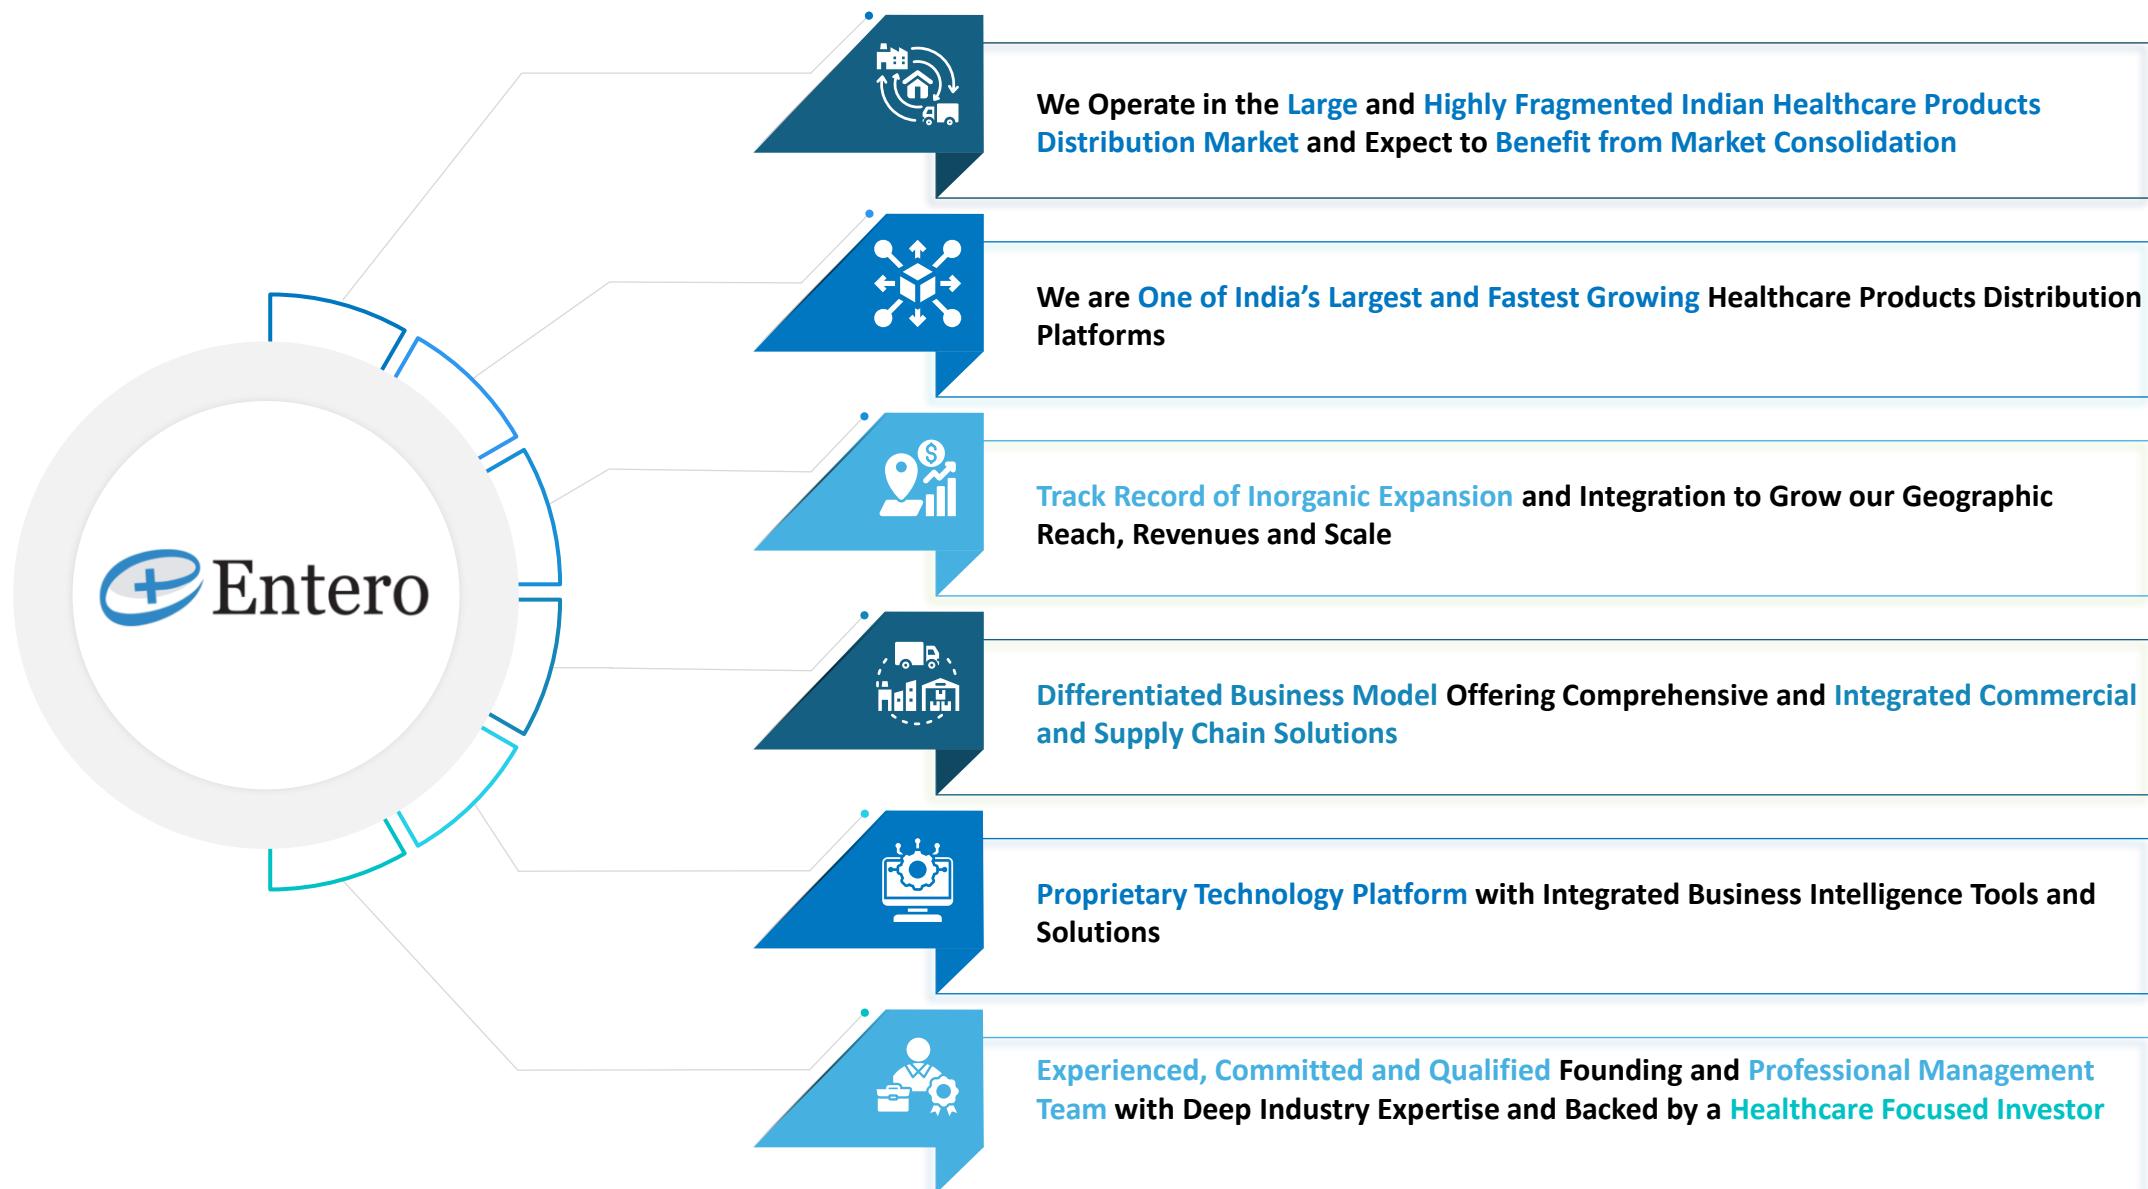 We Operate in the Large and Highly Fragmented Indian Healthcare Products
Distribution Market and Expect to Benefit from Market Consolidation
We are One of India’s Largest and Fastest Growing Healthcare Products Distribution
Platforms
Track Record of Inorganic Expansion and Integration to Grow our Geographic
Reach, Revenues and Scale
Entero
Differentiated Business Model Offering Comprehensive and Integrated Commercial
and Supply Chain Solutions
Proprietary Technology Platform with Integrated Business Intelligence Tools and
Solutions
Experienced, Committed and Qualified Founding and Professional Management
Team with Deep Industry Expertise and Backed by a Healthcare Focused Investor